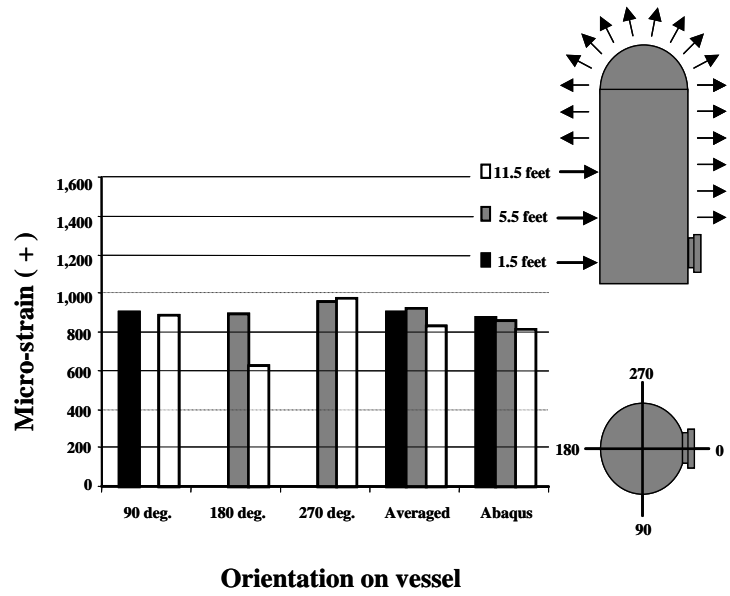 1,600
1,400
1,200
1,000
800
600
400
200
0
Micro-strain ( + )
11.5 feet
5.5 feet
1.5 feet
90 deg.
180 deg.
270 deg.
Averaged
Abaqus
Orientation on vessel
270
180
0
90